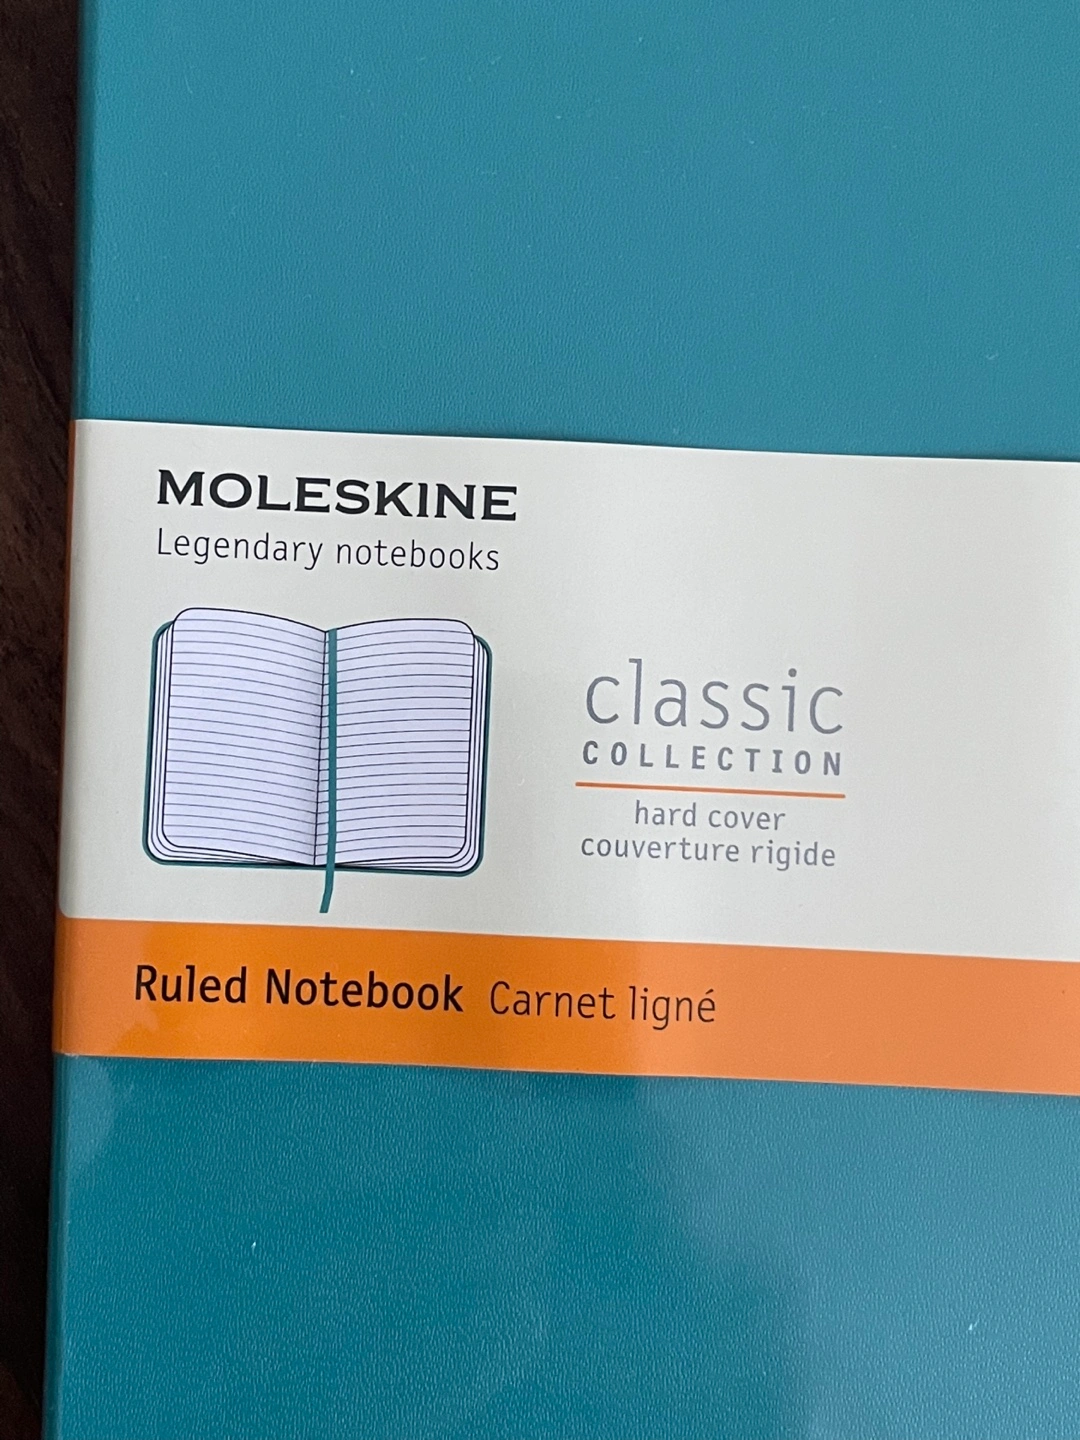 MOLESKINE
Legendary notebooks
classic
COLLECTION
hard cover
couverture rigide
Ruled Notebook Carnet ligné